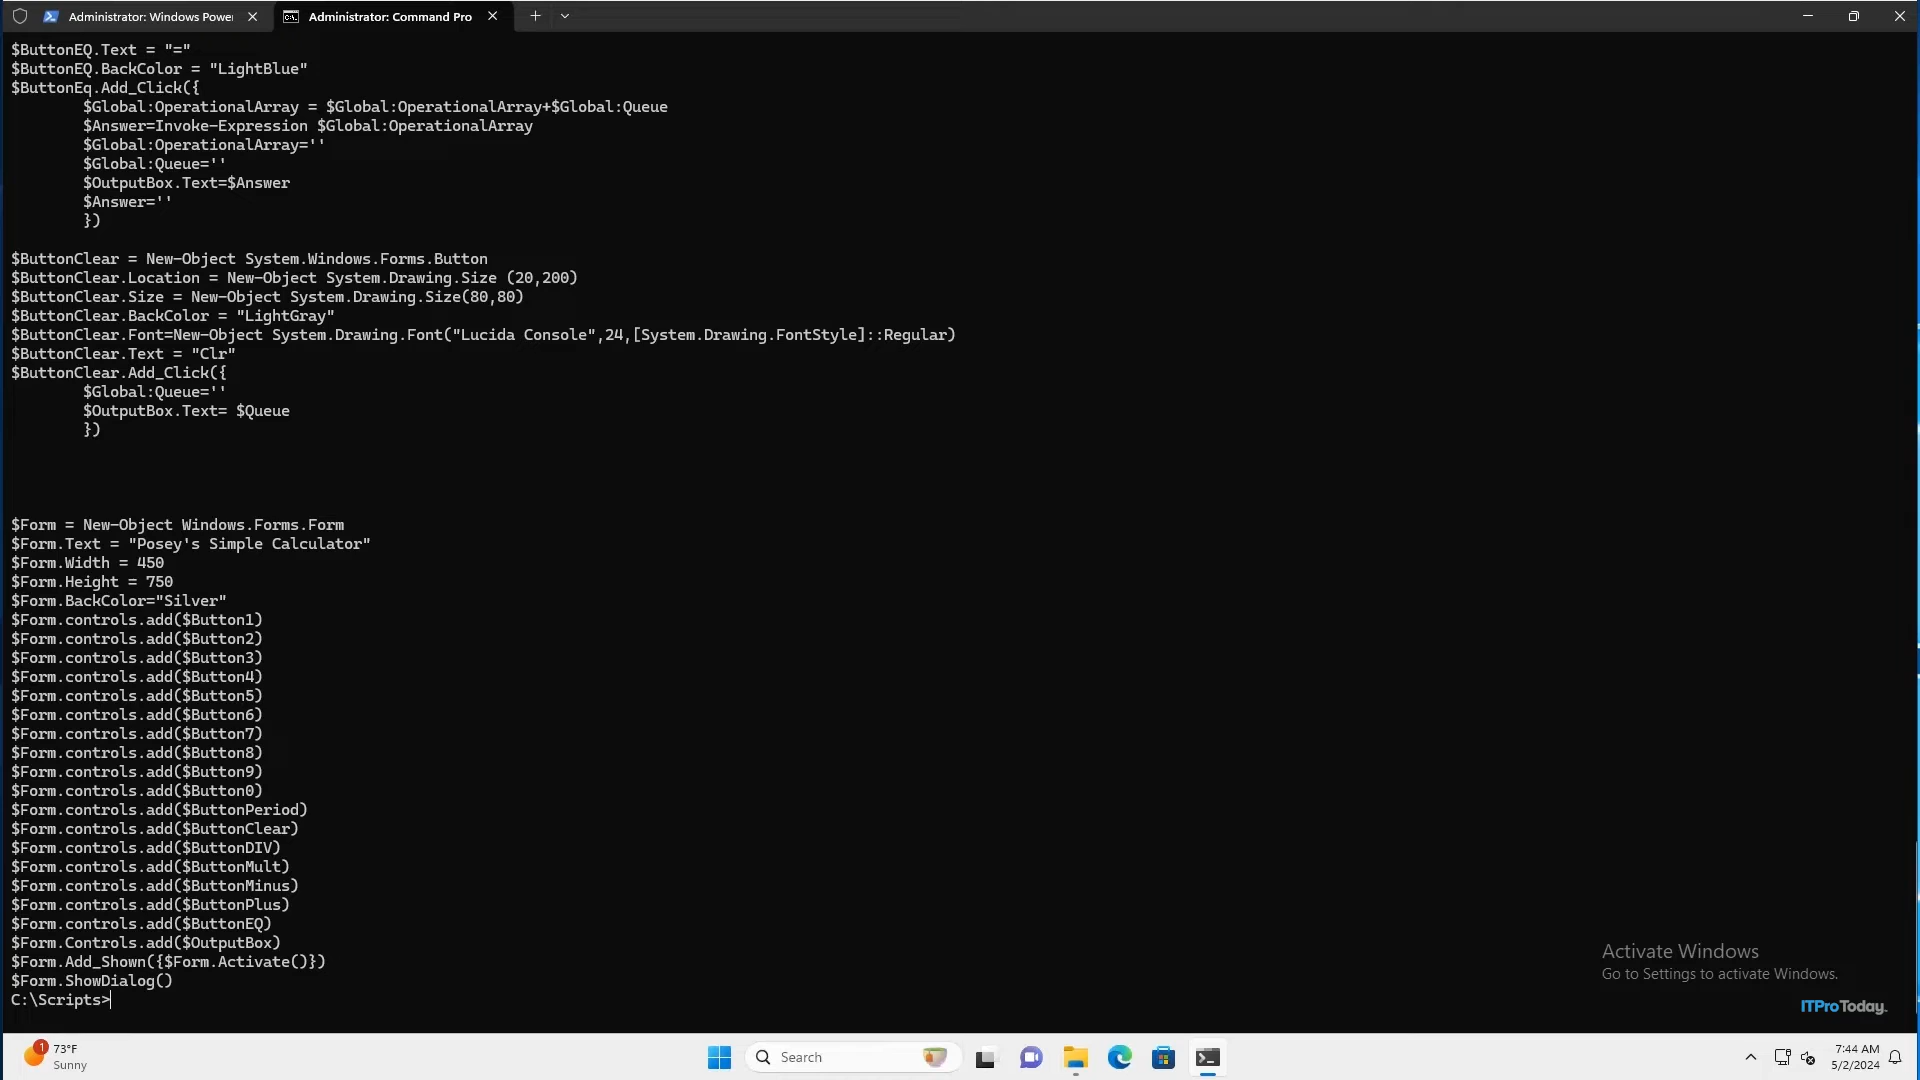 Administrator: Windows Power
Administrator: Command Pro
$ButtonEQ.Text = "="
$ButtonEQ.BackColor = "LightBlue"
$ButtonEq.Add_Click({
$Global:OperationalArray = $Global:OperationalArray+$Global:Queue
$Answer=Invoke-Expression $Global:OperationalArray
$Global:OperationalArray=''
$Global:Queue=''
$OutputBox.Text=$Answer
$Answer=''
})
$ButtonClear = New-Object System.Windows.Forms.Button
$ButtonClear.Location = New-Object System.Drawing.Size (20,200)
$ButtonClear.Size = New-Object System.Drawing.Size(80,80)
$ButtonClear.BackColor = "LightGray"
$ButtonClear.Font=New-Object System.Drawing.Font("Lucida Console",24,[System.Drawing.FontStyle]::Regular)
$ButtonClear.Text = "Clr"
$ButtonClear.Add_Click({
$Global:Queue=''
$OutputBox.Text= $Queue
})
$Form = New-Object Windows.Forms.Form
$Form.Text = "Posey's Simple Calculator"
$Form.Width = 450
$Form.Height = 750
$Form.BackColor="Silver"
$Form.controls.add($Button1)
$Form.controls.add($Button2)
$Form.controls.add($Button3)
$Form.controls.add($Button4)
$Form.controls.add($Button5)
$Form.controls.add($Button6)
$Form.controls.add($Button7)
$Form.controls.add($Button8)
$Form.controls.add($Button9)
$Form.controls.add($Button0)
$Form.controls.add($ButtonPeriod)
$Form.controls.add($ButtonClear)
$Form.controls.add($ButtonDIV)
$Form.controls.add($ButtonMult)
$Form.controls.add($ButtonMinus)
$Form.controls.add($ButtonPlus)
$Form.controls.add($ButtonEQ)
$Form.Controls.add($OutputBox)
$Form.Add_Shown({$Form.Activate()})
$Form.ShowDialog()
C:\Scripts>
Activate Windows
Go to Settings to activate Windows.
ITProToday.
1
73°F
Sunny
Search
7:44 AM
5/2/2024